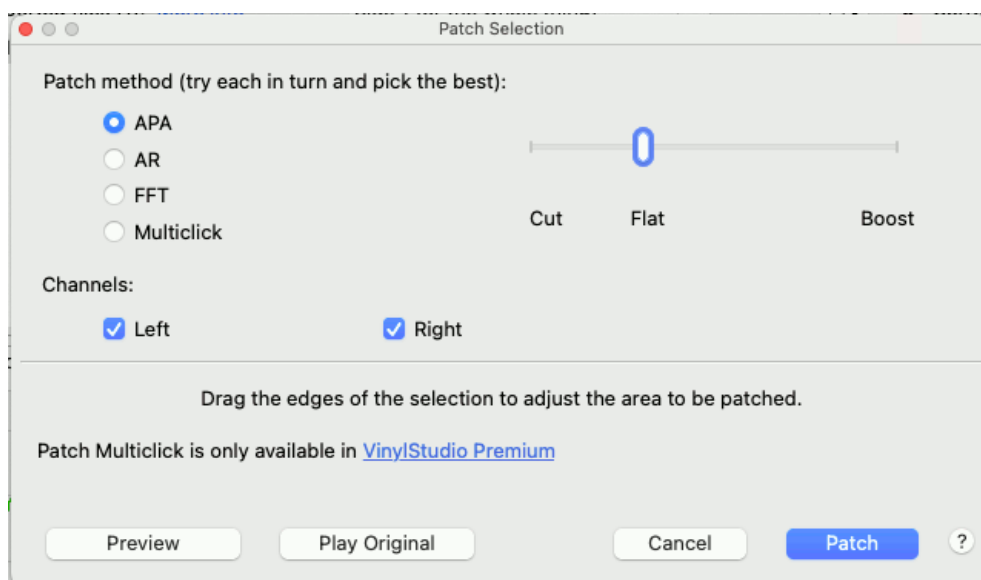 Patch Selection
Patch method (try each in turn and pick the best):
APA
AR
FFT
Multiclick
Cut Flat Boost
Channels:
Left Right
Drag the edges of the selection to adjust the area to be patched.
Patch Multiclick is only available in VinylStudio Premium
Preview Play Original Cancel Patch ?